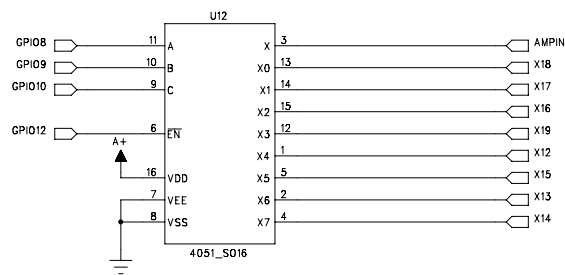 U12
GPIO8 11 A X 3 AMPIN
GPIO9 10 B X0 13 X18
GPIO10 9 C X1 14 X17
X2 15 X16
GPIO12 6 EN X3 12 X19
A+
X4 1 X12
16 VDD X5 5 X15
7 VEE X6 2 X13
8 VSS X7 4 X14
4051_SO16